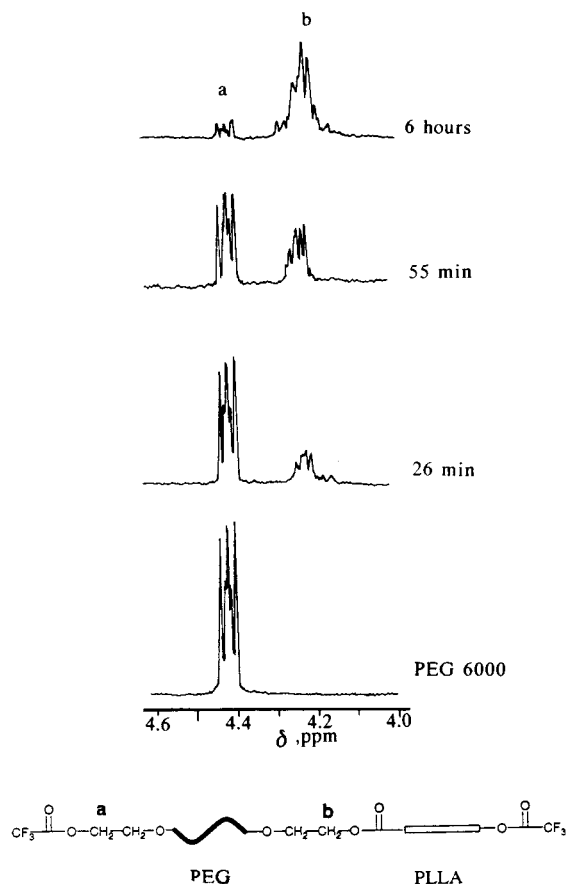 b
a
6 hours
55 min
26 min
PEG 6000
4.6 4.4 4.2 4.0
δ ,ppm
O a b O O
CF₃ O-CH₂-CH₂-O O-CH₂-CH₂-O O CF₃
PEG PLLA